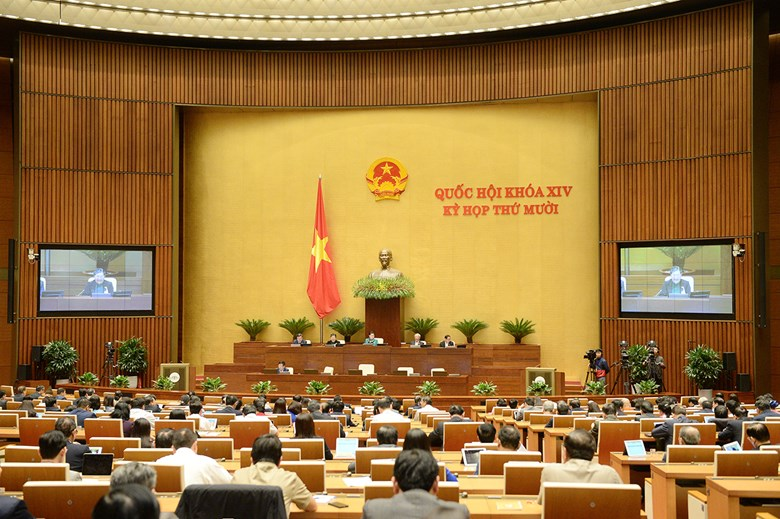 QUỐC HỘI KHÓA XIV
KỲ HỌP THỨ MƯỜI